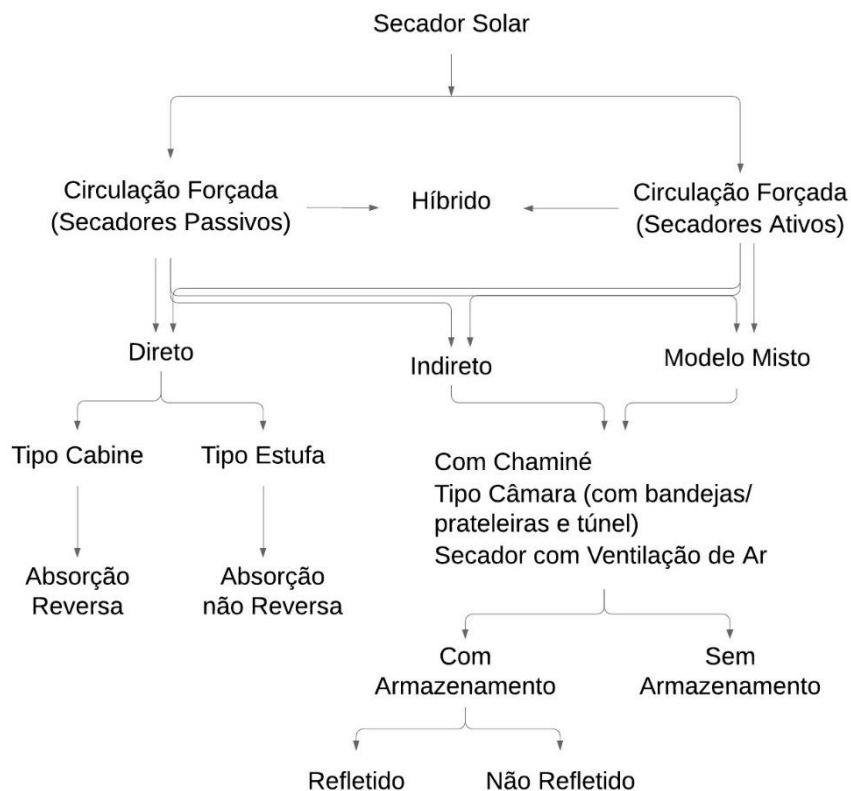 Secador Solar
Circulação Forçada
(Secadores Passivos)
Híbrido
Circulação Forçada
(Secadores Ativos)
Direto
Indireto
Modelo Misto
Tipo Cabine
Tipo Estufa
Com Chaminé
Tipo Câmara (com bandejas/
prateleiras e túnel)
Secador com Ventilação de Ar
Absorção
Reversa
Absorção
não Reversa
Com
Armazenamento
Sem
Armazenamento
Refletido
Não Refletido